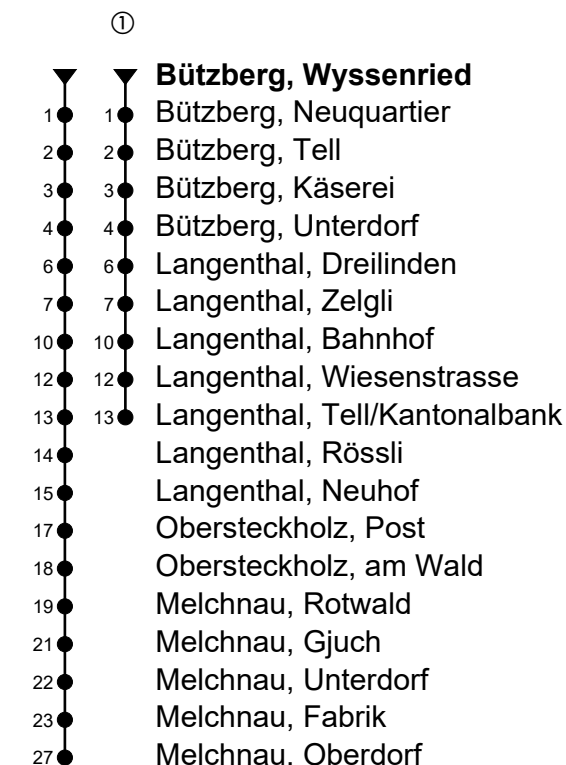 ①
Bützberg, Wyssenried
1 1 Bützberg, Neuquartier
2 2 Bützberg, Tell
3 3 Bützberg, Käserei
4 4 Bützberg, Unterdorf
6 6 Langenthal, Dreilinden
7 7 Langenthal, Zelgli
10 10 Langenthal, Bahnhof
12 12 Langenthal, Wiesenstrasse
13 13 Langenthal, Tell/Kantonalbank
14 Langenthal, Rössli
15 Langenthal, Neuhof
17 Obersteckholz, Post
18 Obersteckholz, am Wald
19 Melchnau, Rotwald
21 Melchnau, Gjuch
22 Melchnau, Unterdorf
23 Melchnau, Fabrik
27 Melchnau, Oberdorf